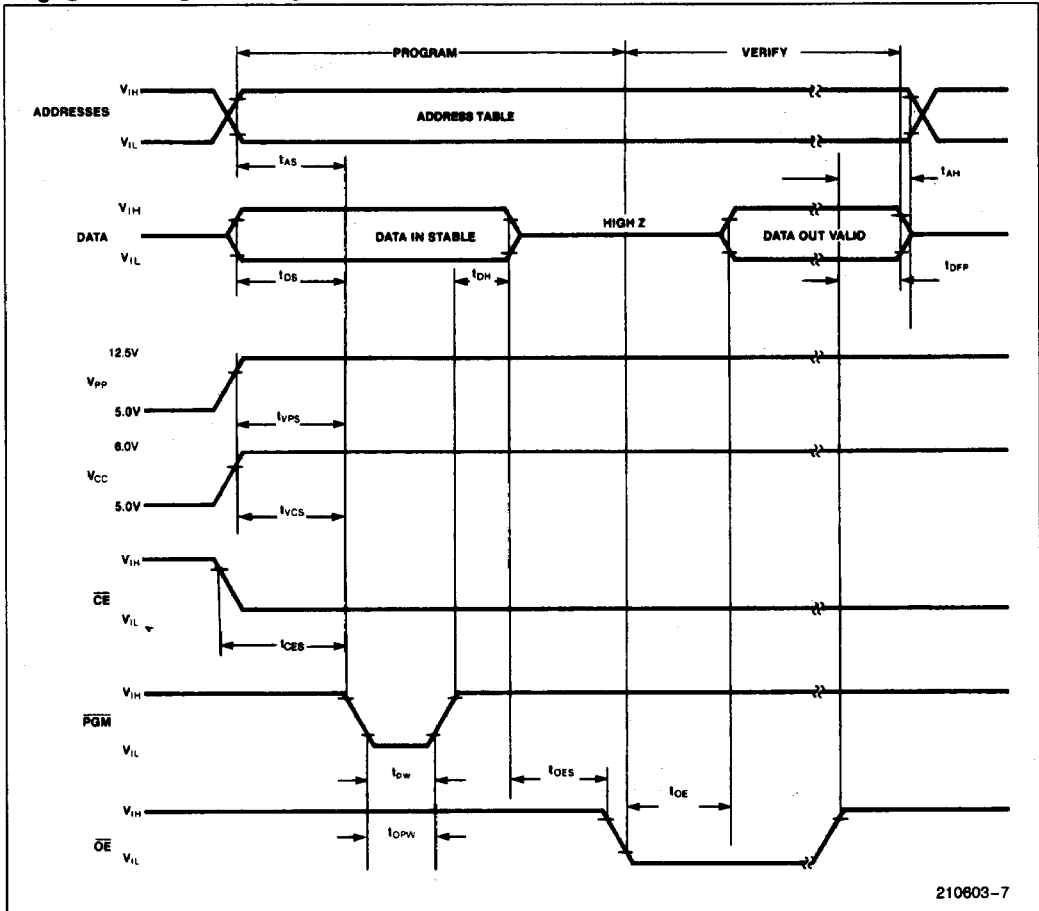 PROGRAM
VERIFY
VIH
ADDRESSES
ADDRESS TABLE
VIL
tAS
tAH
VIH
DATA
DATA IN STABLE
HIGH Z
DATA OUT VALID
VIL
tDS
tDH
tDFP
12.5V
VPP
5.0V
tVPS
6.0V
VCC
5.0V
tVCS
VIH
CE
VIL
tCES
VIH
PGM
VIL
tPW
tOES
tOE
VIH
tOPW
OE
VIL
210603-7